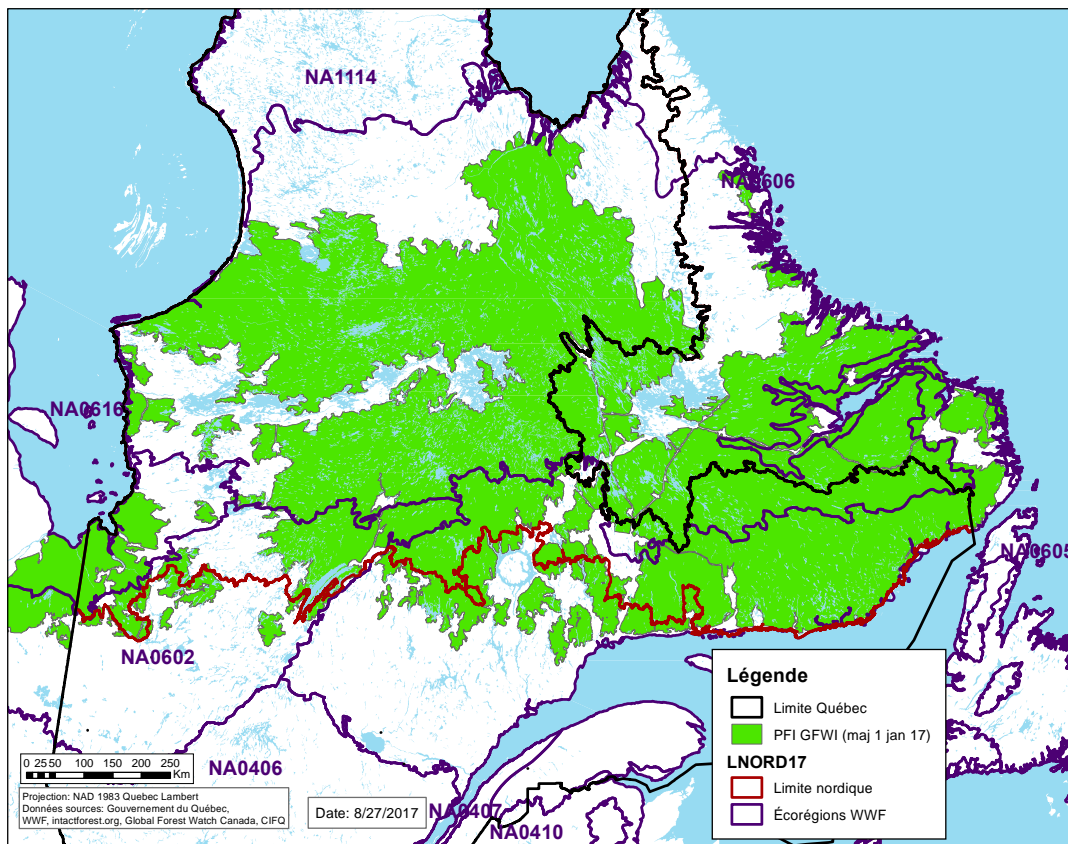 NA1114
NA0606
NA0616
NA0605
NA0602
NA0406
NA0407
NA0410
Légende
Limite Québec
PFI GFWI (maj 1 jan 17)
LNORD17
Limite nordique
Écorégions WWF
0 25 50 100 150 200 250
Km
Projection: NAD 1983 Quebec Lambert
Données sources: Gouvernement du Québec,
WWF, intactforest.org, Global Forest Watch Canada, CIFQ
Date: 8/27/2017